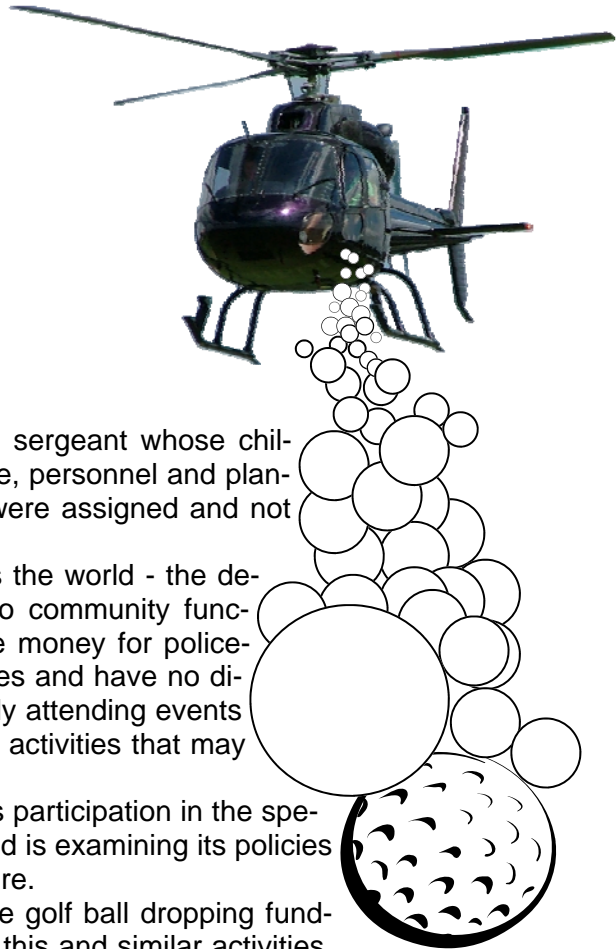 sergeant whose chil-
e, personnel and plan-
were assigned and not
s the world - the de-
o community func-
e money for police-
es and have no di-
ly attending events
activities that may
s participation in the spe-
d is examining its policies
re.
e golf ball dropping fund-
this and similar activities